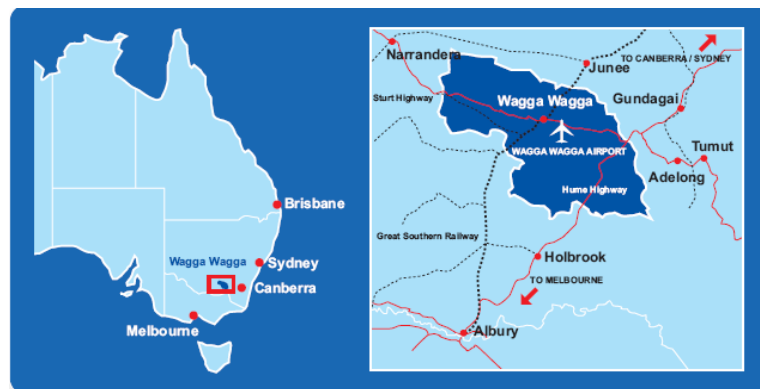 Brisbane
Wagga Wagga
Sydney
Canberra
Melbourne
TO CANBERRA / SYDNEY
Narrandera
Junee
Sturt Highway
Wagga Wagga
Gundagai
WAGGA WAGGA AIRPORT
Tumut
Adelong
Hume Highway
Great Southern Railway
Holbrook
TO MELBOURNE
Albury